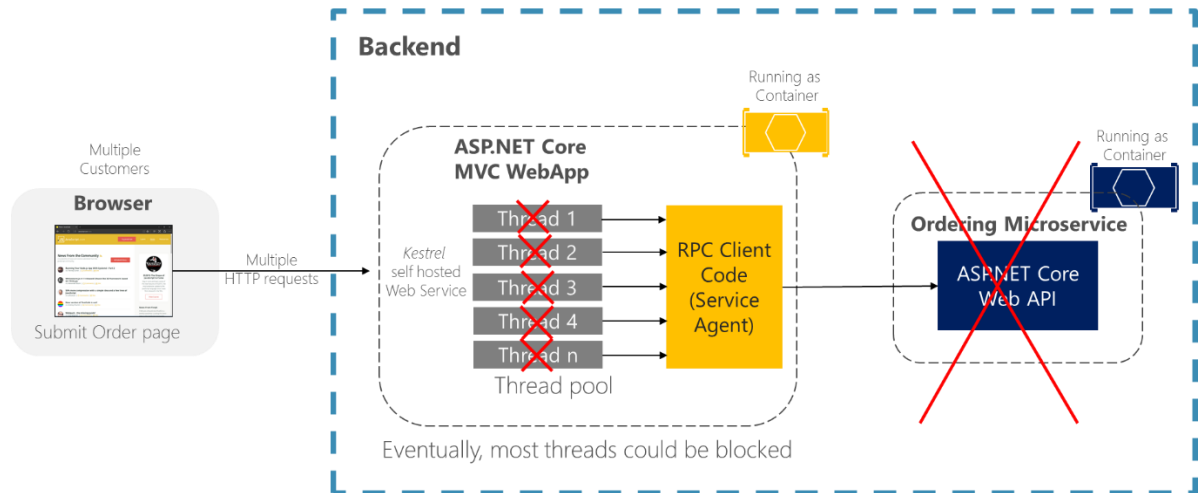 Backend
Running as
Container
Running as
Container
Multiple
Customers
Browser
Submit Order page
Multiple
HTTP requests
ASP.NET Core
MVC WebApp
Kestrel
self hosted
Web Service
Thread 1
Thread 2
Thread 3
Thread 4
Thread n
Thread pool
RPC Client
Code
(Service
Agent)
Ordering Microservice
ASP.NET Core
Web API
Eventually, most threads could be blocked